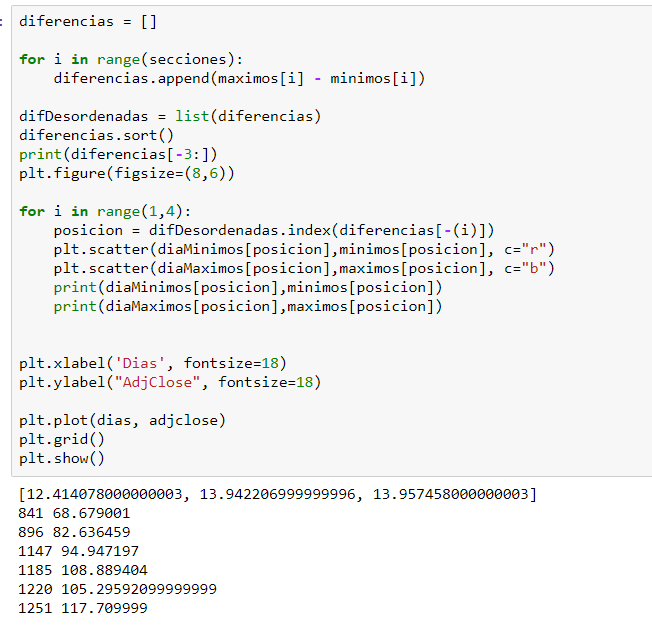 diferencias = []
for i in range(secciones):
    diferencias.append(maximos[i] - minimos[i])
difDesordenadas = list(diferencias)
diferencias.sort()
print(diferencias[-3:])
plt.figure(figsize=(8,6))
for i in range(1,4):
    posicion = difDesordenadas.index(diferencias[-(i)])
    plt.scatter(diaMinimos[posicion],minimos[posicion], c="r")
    plt.scatter(diaMaximos[posicion],maximos[posicion], c="b")
    print(diaMinimos[posicion],minimos[posicion])
    print(diaMaximos[posicion],maximos[posicion])
plt.xlabel('Dias', fontsize=18)
plt.ylabel("AdjClose", fontsize=18)
plt.plot(dias, adjclose)
plt.grid()
plt.show()
[12.414078000000003, 13.942206999999996, 13.957458000000003]
841 68.679001
896 82.636459
1147 94.947197
1185 108.889404
1220 105.29592099999999
1251 117.709999